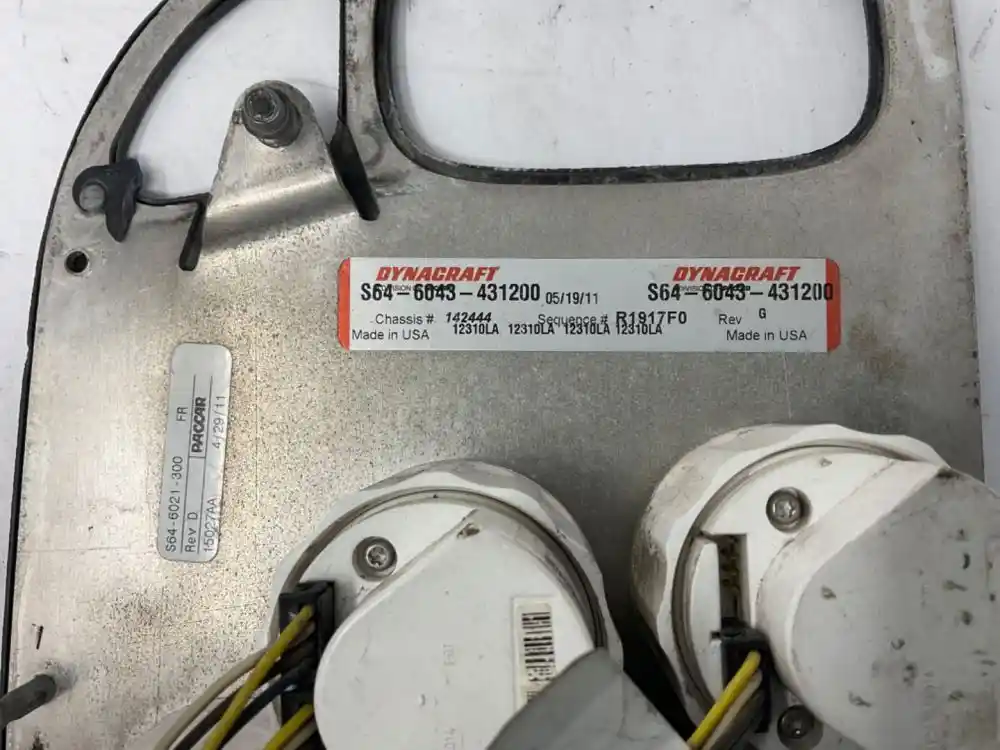 DYNACRAFT DYNACRAFT
S64-6043-431200 05/19/11 S64-6043-431200
Chassis # 142444 Sequence # R1917F0 Rev G
12310LA 12310LA 12310LA 12310LA
Made in USA Made in USA
S64-6021-300 FR
Rev D PACCAR
15027AA 4/29/11